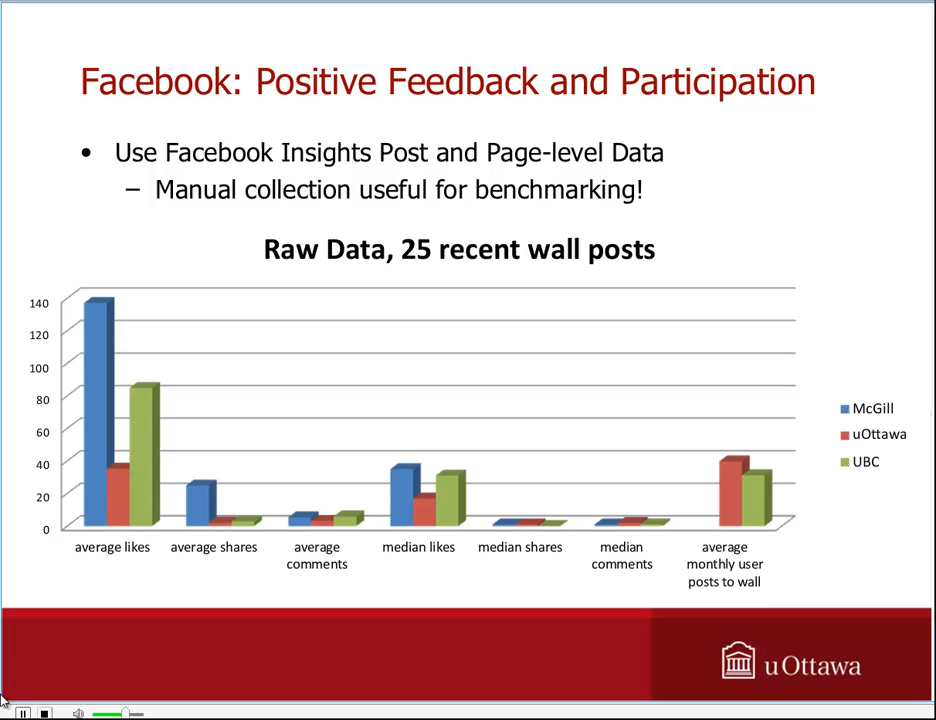 Facebook: Positive Feedback and Participation
• Use Facebook Insights Post and Page-level Data
– Manual collection useful for benchmarking!
Raw Data, 25 recent wall posts
140
120
100
80
60
40
20
0
average likes
average shares
average
comments
median likes
median shares
median
comments
average
monthly user
posts to wall
McGill
uOttawa
UBC
uOttawa